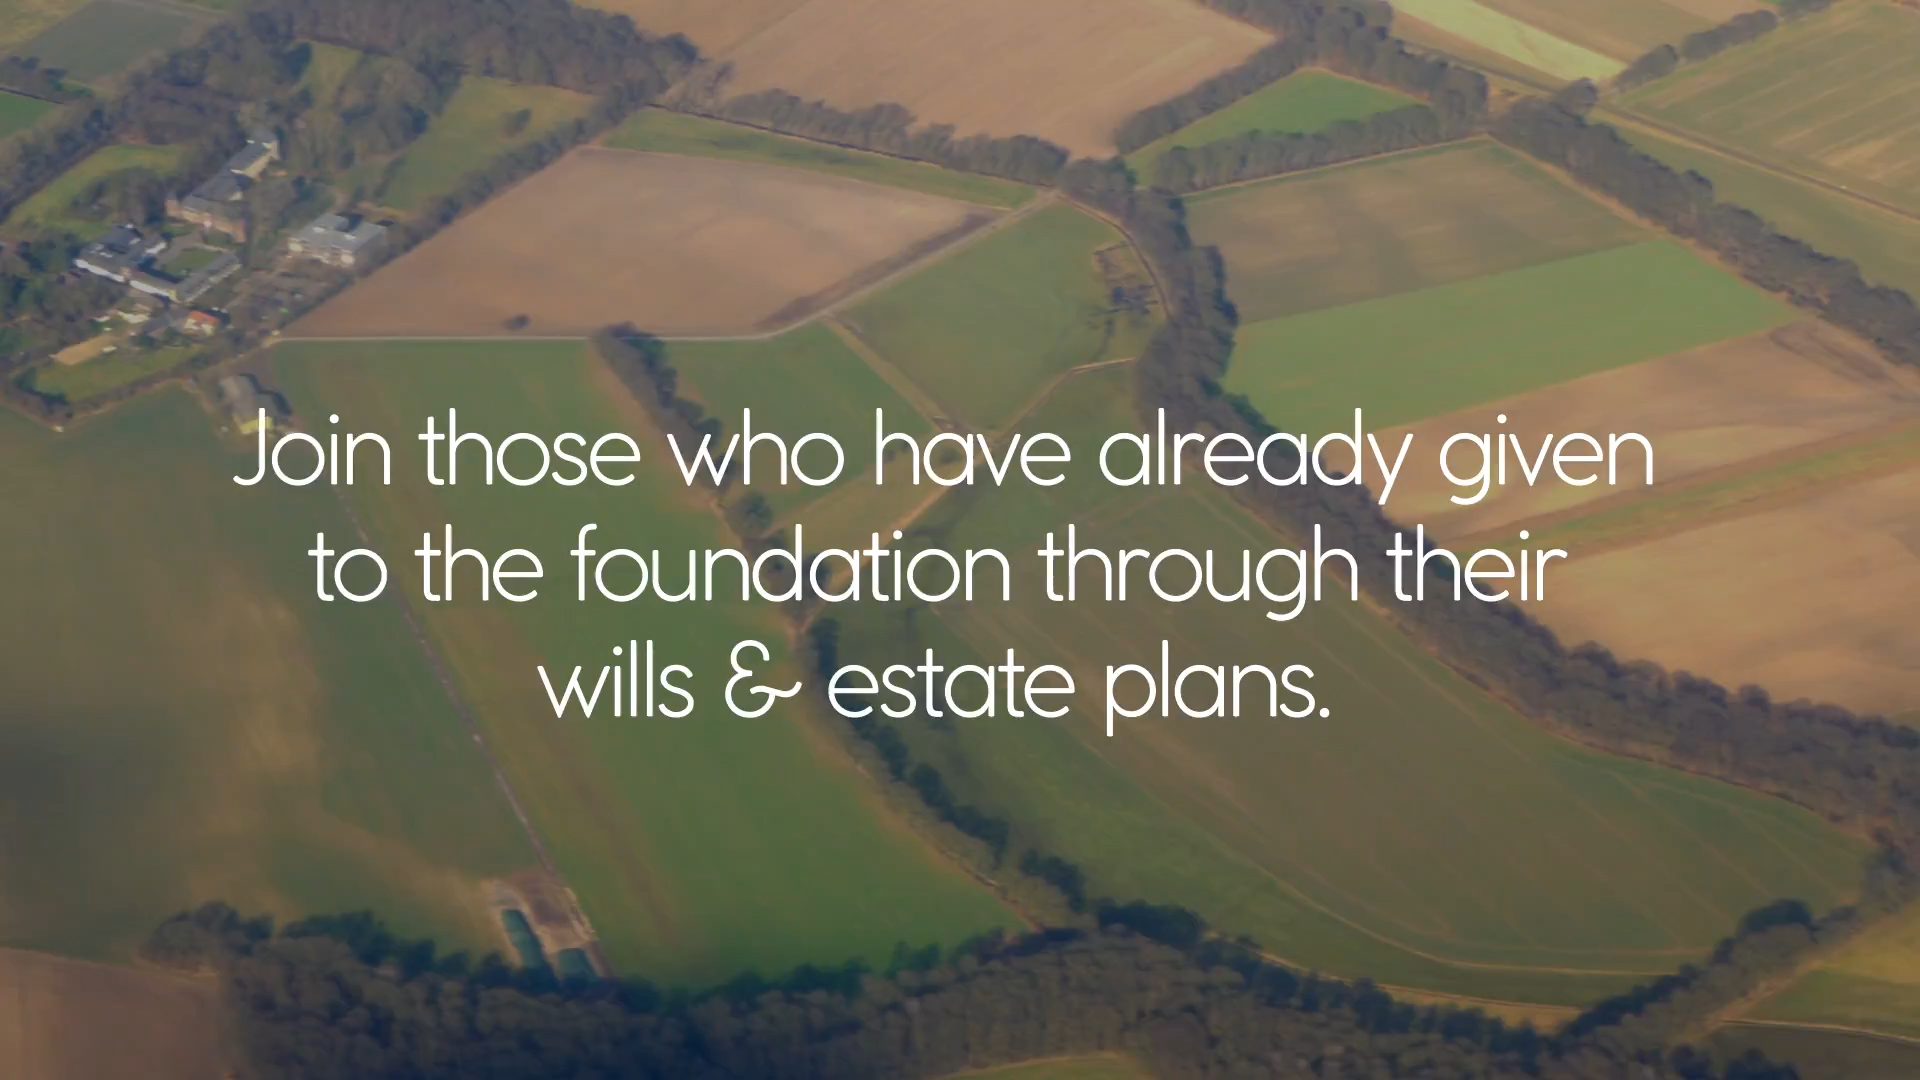 Join those who have already given
to the foundation through their
wills & estate plans.